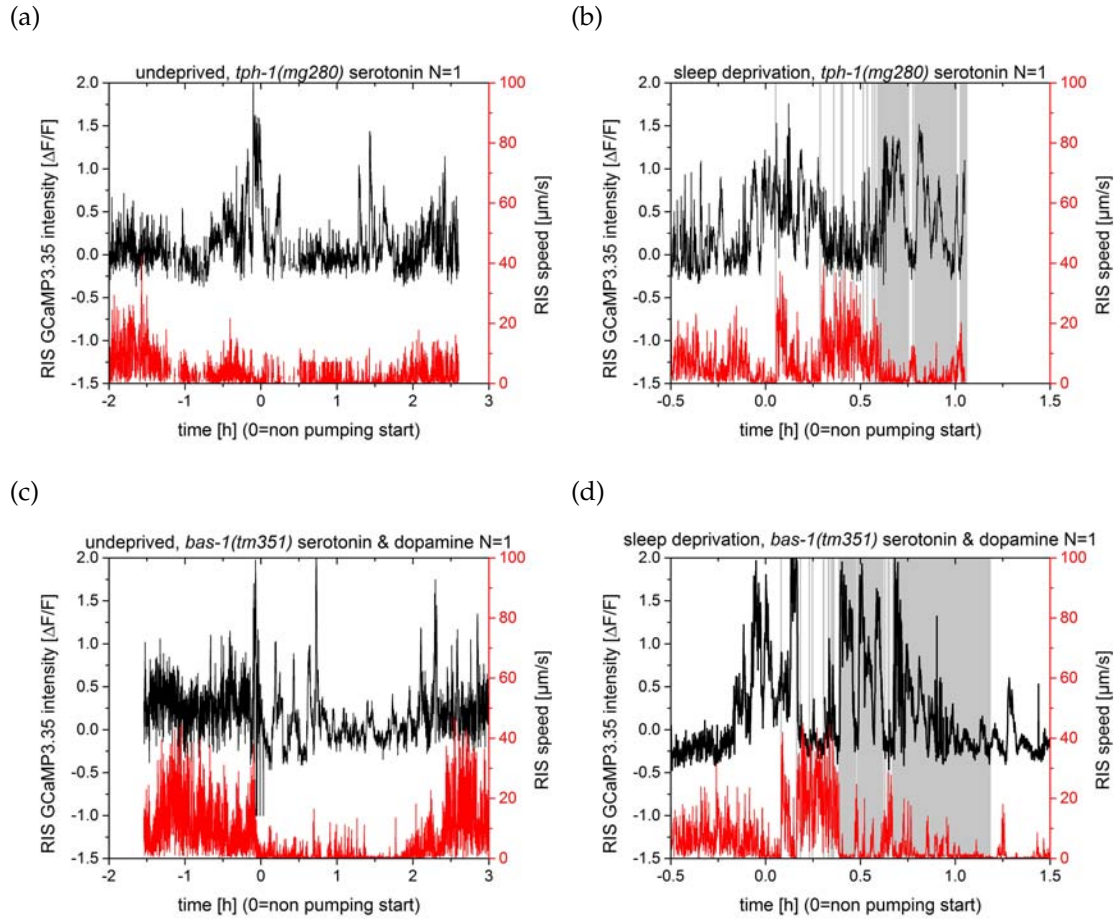 (a)
undeprived, tph-1(mg280) serotonin N=1
RIS GCaMP3.35 intensity [ΔF/F]
2.0
1.5
1.0
0.5
0.0
-0.5
-1.0
-1.5
100
80
60
40
20
0
RIS speed [µm/s]
-2 -1 0 1 2 3
time [h] (0=non pumping start)
(b)
sleep deprivation, tph-1(mg280) serotonin N=1
RIS GCaMP3.35 intensity [ΔF/F]
2.0
1.5
1.0
0.5
0.0
-0.5
-1.0
-1.5
100
80
60
40
20
0
RIS speed [µm/s]
-0.5 0.0 0.5 1.0 1.5
time [h] (0=non pumping start)
(c)
undeprived, bas-1(tm351) serotonin & dopamine N=1
RIS GCaMP3.35 intensity [ΔF/F]
2.0
1.5
1.0
0.5
0.0
-0.5
-1.0
-1.5
100
80
60
40
20
0
RIS speed [µm/s]
-2 -1 0 1 2 3
time [h] (0=non pumping start)
(d)
sleep deprivation, bas-1(tm351) serotonin & dopamine N=1
RIS GCaMP3.35 intensity [ΔF/F]
2.0
1.5
1.0
0.5
0.0
-0.5
-1.0
-1.5
100
80
60
40
20
0
RIS speed [µm/s]
-0.5 0.0 0.5 1.0 1.5
time [h] (0=non pumping start)